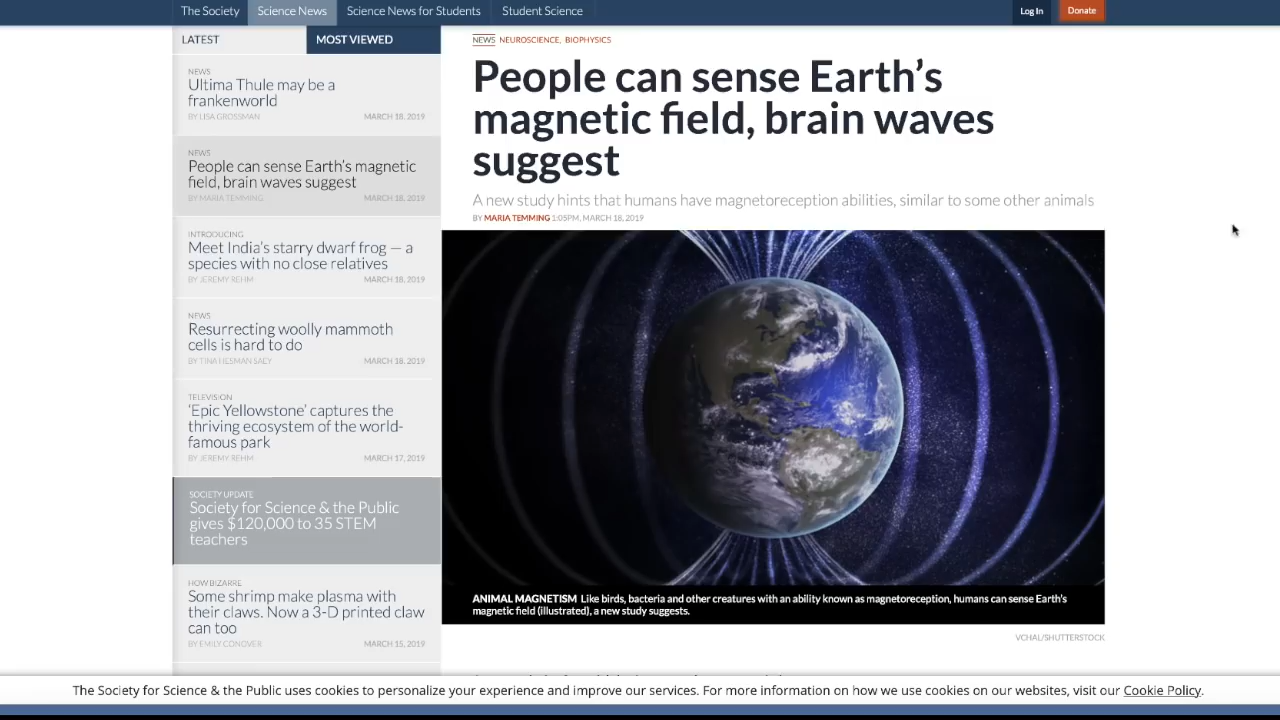 The Society
Science News
Science News for Students
Student Science
Log In
Donate
LATEST
MOST VIEWED
NEWS
Ultima Thule may be a
frankenworld
BY LISA GROSSMAN MARCH 18, 2019
NEWS
People can sense Earth's magnetic
field, brain waves suggest
BY MARIA TEMMING MARCH 18, 2019
INTRODUCING
Meet India's starry dwarf frog — a
species with no close relatives
BY JEREMY REHM MARCH 18, 2019
NEWS
Resurrecting woolly mammoth
cells is hard to do
BY TINA HESMAN SAEY MARCH 18, 2019
TELEVISION
'Epic Yellowstone' captures the
thriving ecosystem of the world-
famous park
BY JEREMY REHM MARCH 17, 2019
SOCIETY UPDATE
Society for Science & the Public
gives $120,000 to 35 STEM
teachers
HOW BIZARRE
Some shrimp make plasma with
their claws. Now a 3-D printed claw
can too
BY EMILY CONOVER MARCH 15, 2019
NEWS NEUROSCIENCE, BIOPHYSICS
People can sense Earth's
magnetic field, brain waves
suggest
A new study hints that humans have magnetoreception abilities, similar to some other animals
BY MARIA TEMMING 1:05PM, MARCH 18, 2019
ANIMAL MAGNETISM Like birds, bacteria and other creatures with an ability known as magnetoreception, humans can sense Earth's
magnetic field (illustrated), a new study suggests.
VCHAL/SHUTTERSTOCK
The Society for Science & the Public uses cookies to personalize your experience and improve our services. For more information on how we use cookies on our websites, visit our Cookie Policy.